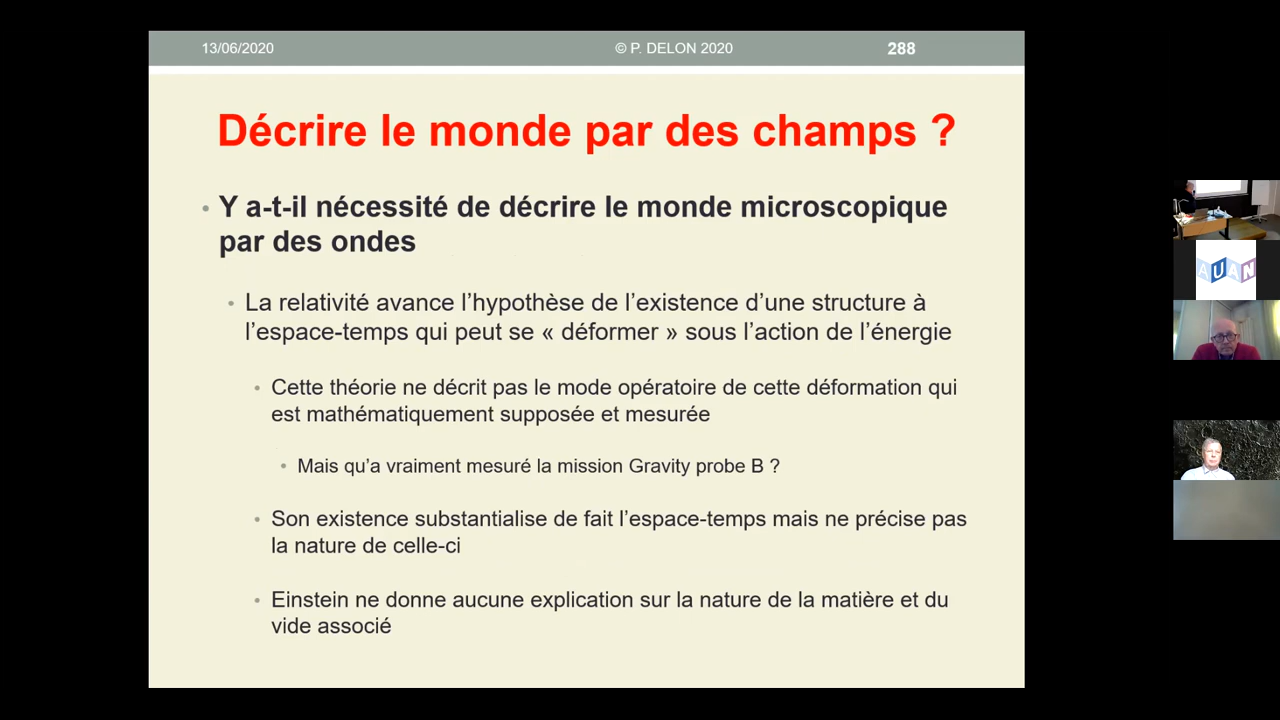 13/06/2020 © P. DELON 2020 288
Décrire le monde par des champs ?
• Y a-t-il nécessité de décrire le monde microscopique
par des ondes
• La relativité avance l’hypothèse de l’existence d’une structure à
l’espace-temps qui peut se « déformer » sous l’action de l’énergie
• Cette théorie ne décrit pas le mode opératoire de cette déformation qui
est mathématiquement supposée et mesurée
• Mais qu’a vraiment mesuré la mission Gravity probe B ?
• Son existence substantialise de fait l’espace-temps mais ne précise pas
la nature de celle-ci
• Einstein ne donne aucune explication sur la nature de la matière et du
vide associé
AUAN